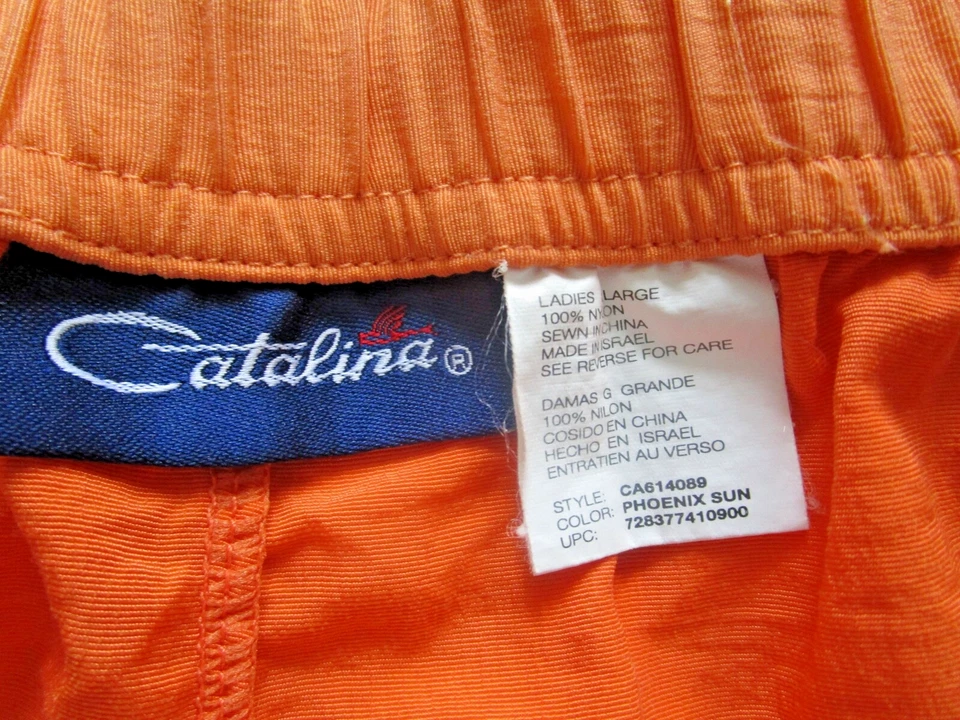 Catalina®
LADIES LARGE
100% NYLON
SEWN IN CHINA
MADE IN ISRAEL
SEE REVERSE FOR CARE
DAMAS G GRANDE
100% NILON
COSIDO EN CHINA
HECHO EN ISRAEL
ENTRATIEN AU VERSO
STYLE: CA614089
COLOR: PHOENIX SUN
UPC: 728377410900